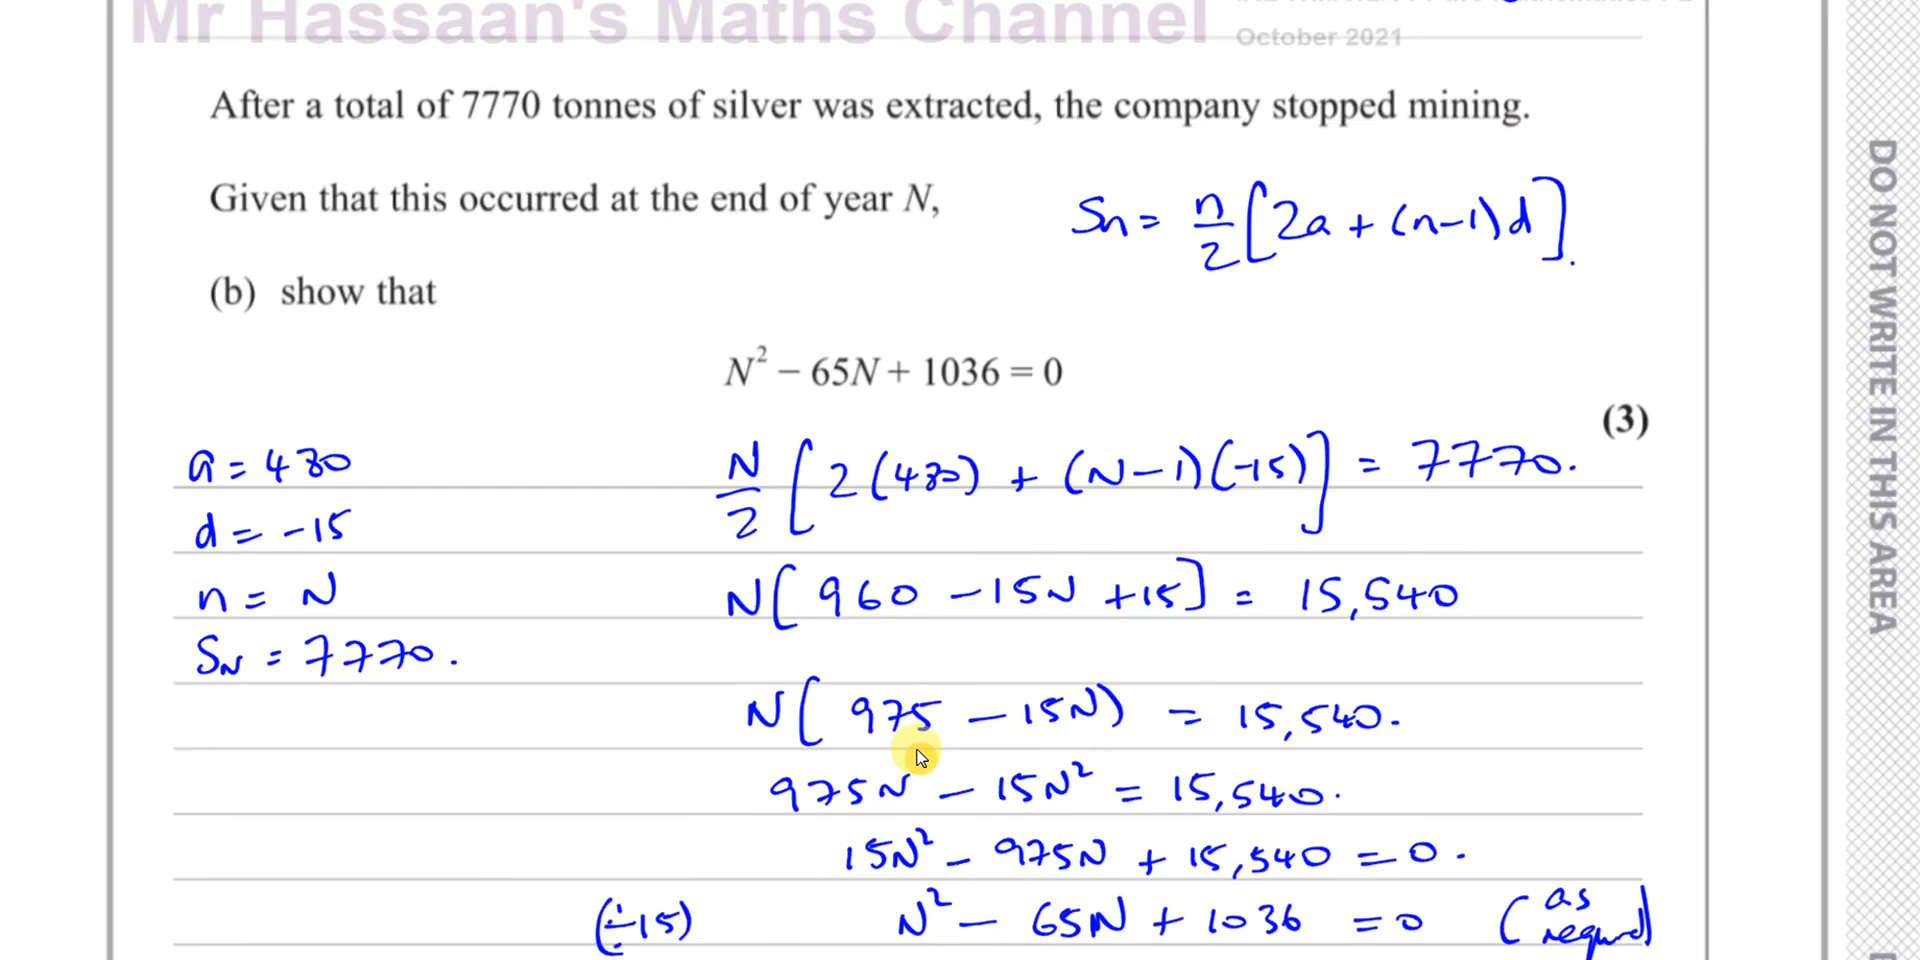 Mr Hassaan's Maths Channel
October 2021
After a total of 7770 tonnes of silver was extracted, the company stopped mining.
Given that this occurred at the end of year N,
Sn = n/2 [2a + (n-1)d].
(b) show that
N² − 65N + 1036 = 0
(3)
a = 480
N/2 [2(480) + (N-1)(-15)] = 7770.
d = -15
N[960 - 15N + 15] = 15,540
n = N
S_N = 7770.
N(975 - 15N) = 15,540.
975N - 15N² = 15,540.
15N² - 975N + 15,540 = 0.
(÷15)
N² - 65N + 1036 = 0 (as required)
DO NOT WRITE IN THIS AREA